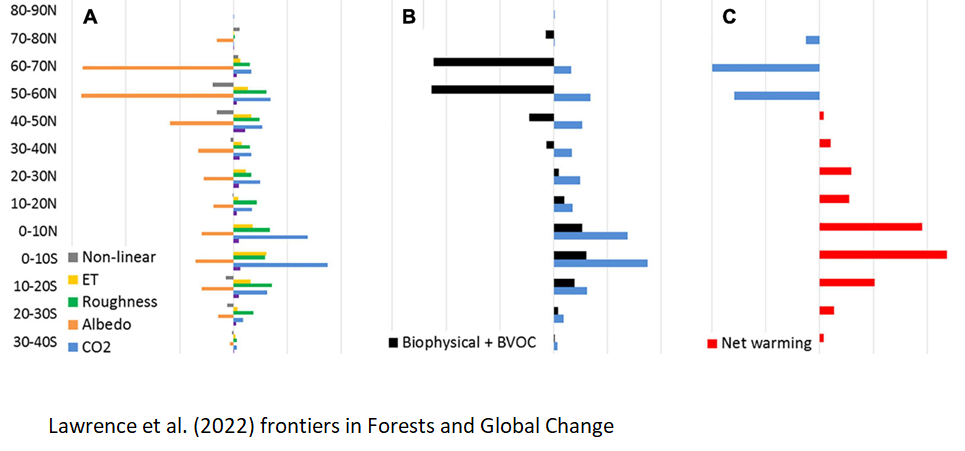 A
B
C
80-90N
70-80N
60-70N
50-60N
40-50N
30-40N
20-30N
10-20N
0-10N
0-10S
10-20S
20-30S
30-40S
Non-linear
ET
Roughness
Albedo
CO2
Biophysical + BVOC
Net warming
Lawrence et al. (2022) frontiers in Forests and Global Change